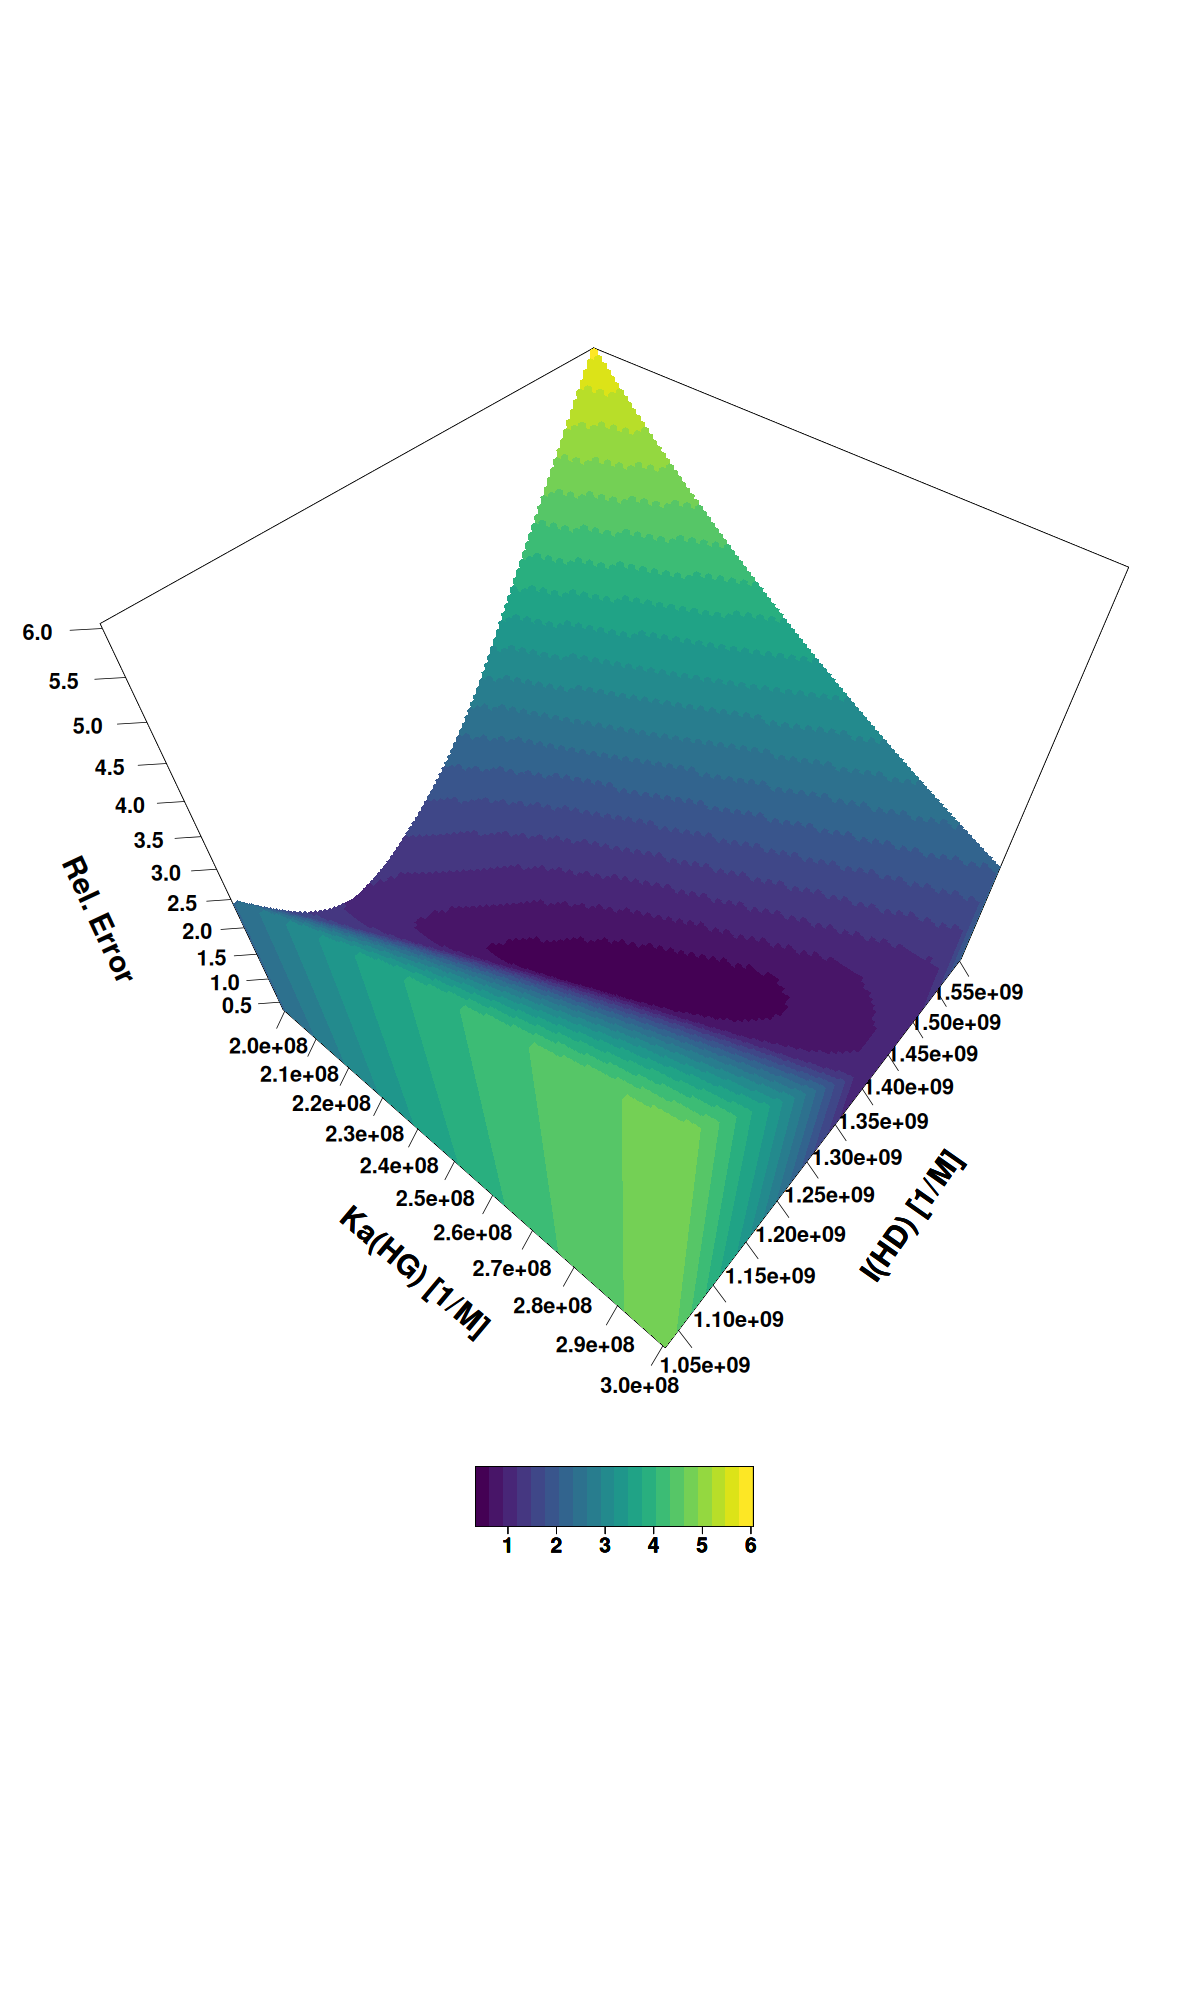 6.0
5.5
5.0
4.5
4.0
3.5
3.0
2.5
2.0
1.5
1.0
0.5
Rel. Error
2.0e+08
2.1e+08
2.2e+08
2.3e+08
2.4e+08
2.5e+08
2.6e+08
2.7e+08
2.8e+08
2.9e+08
3.0e+08
Ka(HG) [1/M]
1.55e+09
1.50e+09
1.45e+09
1.40e+09
1.35e+09
1.30e+09
1.25e+09
1.20e+09
1.15e+09
1.10e+09
1.05e+09
I(HD) [1/M]
1 2 3 4 5 6